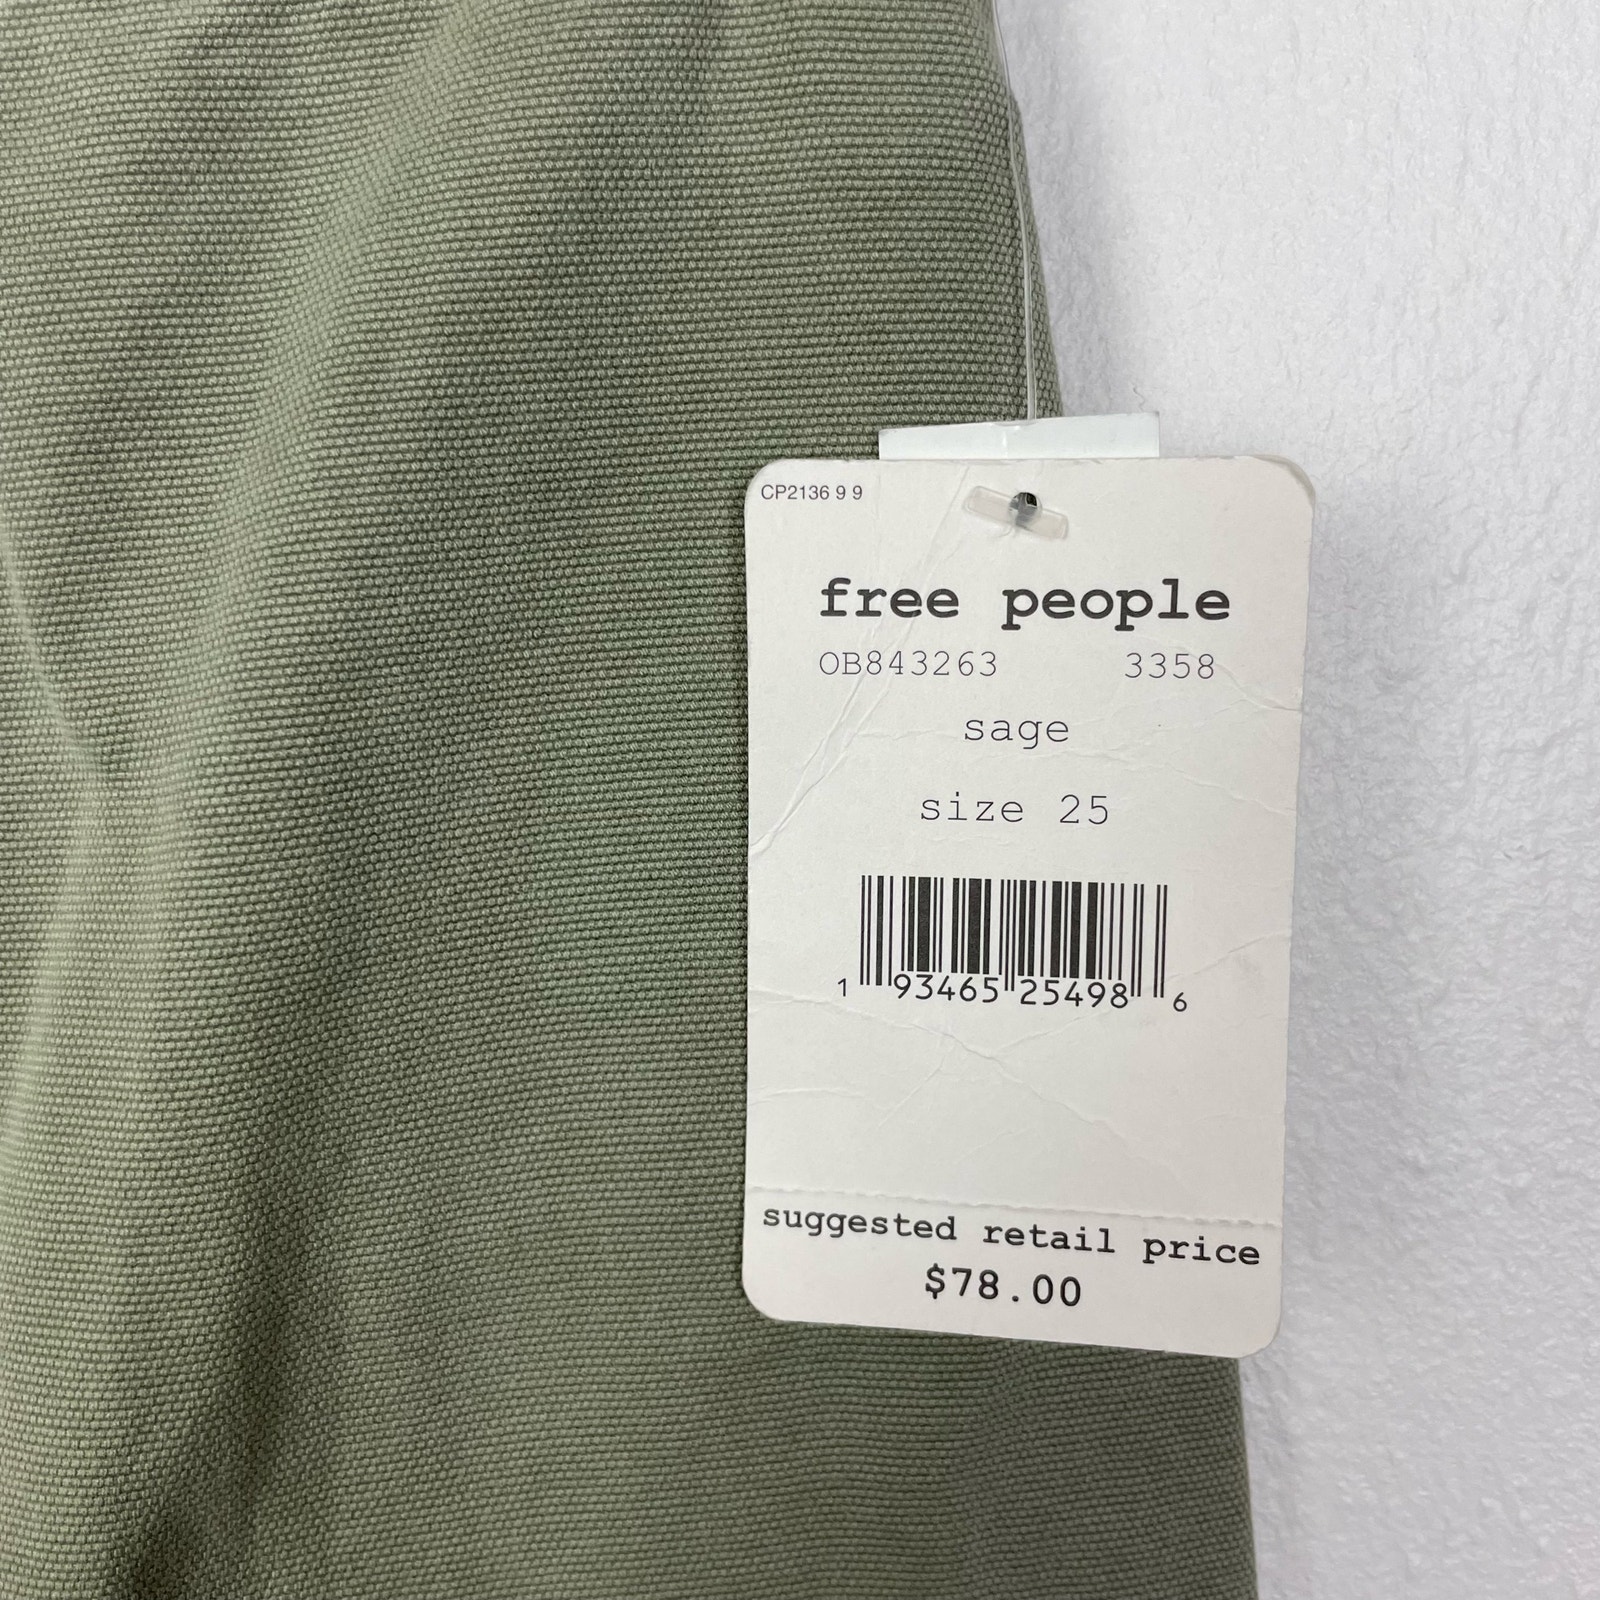 CP2136 9 9
free people
OB843263 3358
sage
size 25
1 93465 25498 6
suggested retail price
$78.00